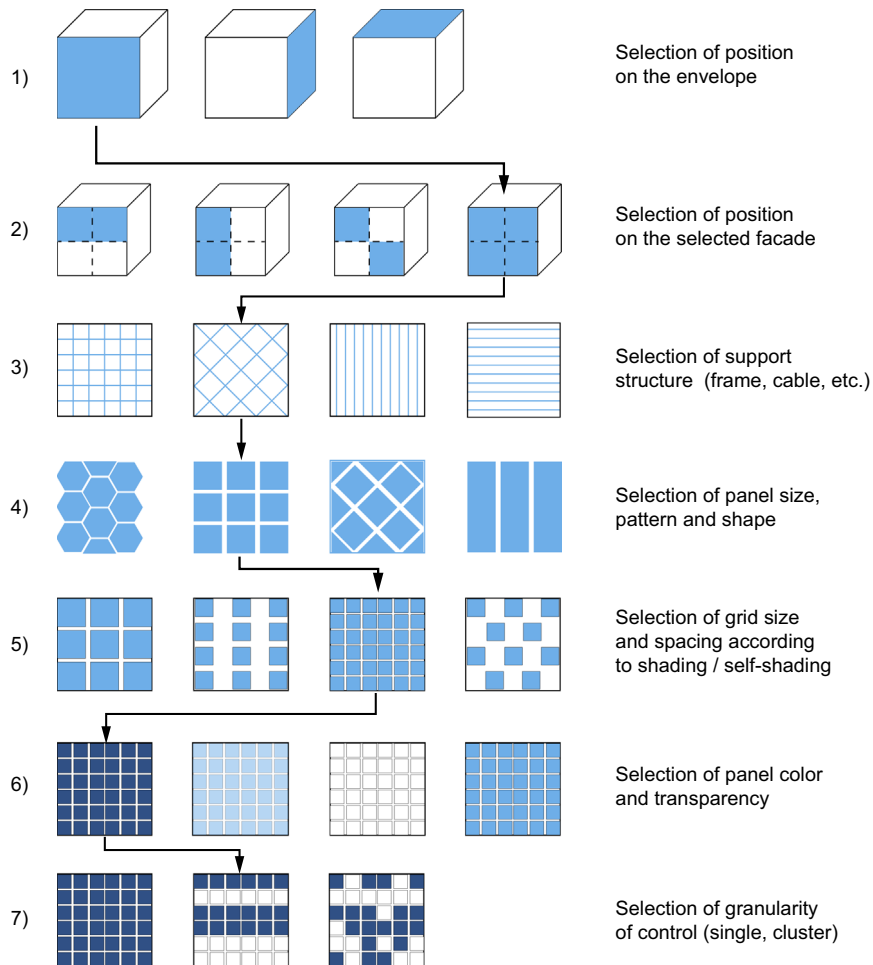 1)
Selection of position
on the envelope
2)
Selection of position
on the selected facade
3)
Selection of support
structure  (frame, cable, etc.)
4)
Selection of panel size,
pattern and shape
5)
Selection of grid size
and spacing according
to shading / self-shading
6)
Selection of panel color
and transparency
7)
Selection of granularity
of control (single, cluster)